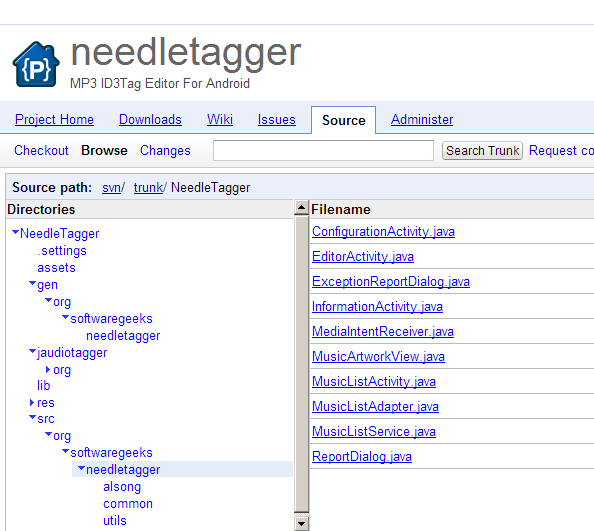 needletagger
{P}
MP3 ID3Tag Editor For Android
Project Home Downloads Wiki Issues Source Administer
Checkout Browse Changes Search Trunk Request co
Source path: svn/ trunk/ NeedleTagger
Directories
NeedleTagger
.settings
assets
gen
org
softwaregeeks
needletagger
jaudiotagger
org
lib
res
src
org
softwaregeeks
needletagger
alsong
common
utils
Filename
ConfigurationActivity.java
EditorActivity.java
ExceptionReportDialog.java
InformationActivity.java
MediaIntentReceiver.java
MusicArtworkView.java
MusicListActivity.java
MusicListAdapter.java
MusicListService.java
ReportDialog.java